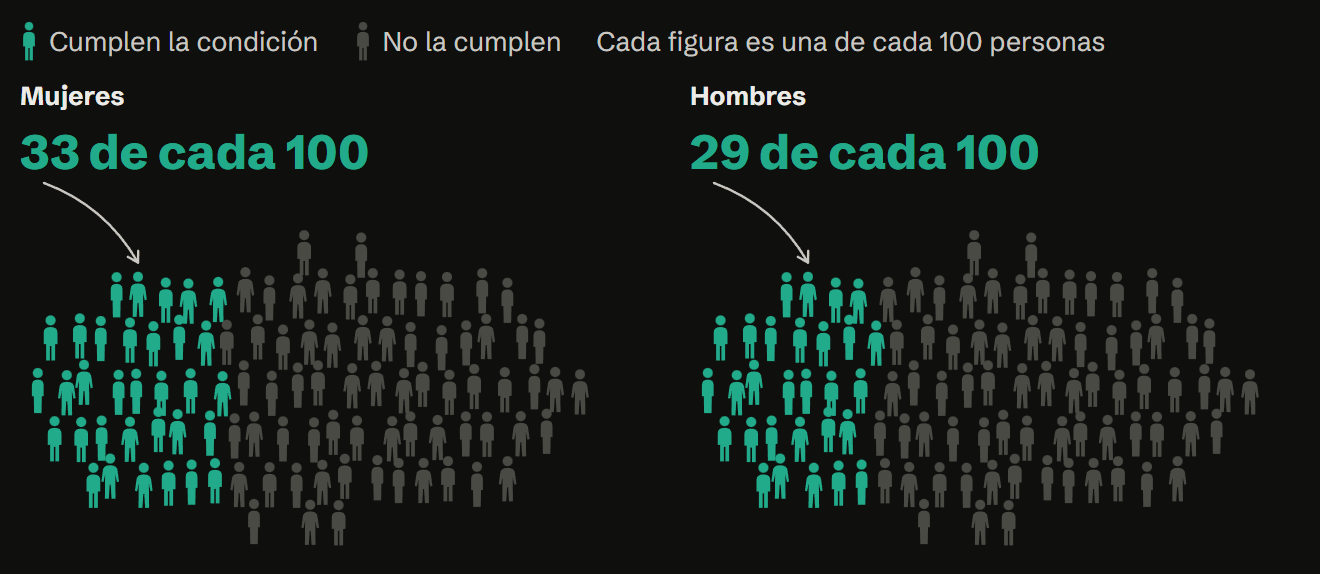 Cumplen la condición No la cumplen Cada figura es una de cada 100 personas
Mujeres
33 de cada 100
Hombres
29 de cada 100